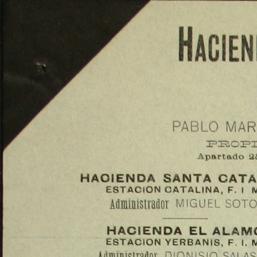 HACIEN
PABLO MAR
PROPI
Apartado 2
HACIENDA SANTA CATA
ESTACION CATALINA, F. I. M
Administrador MIGUEL SOTO
HACIENDA EL ALAMO
ESTACION YERBANIS, F. I. M
Administrador DIONISIO SALAS